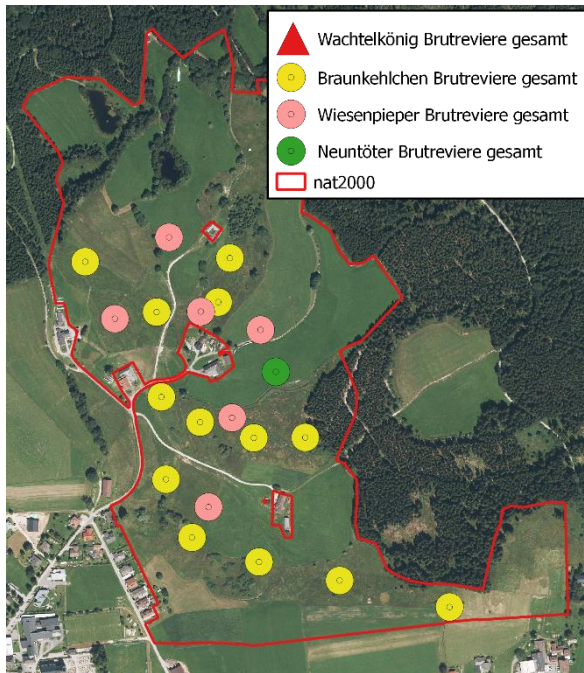 Wachtelkönig Brutreviere gesamt
Braunkehlchen Brutreviere gesamt
Wiesenpieper Brutreviere gesamt
Neuntöter Brutreviere gesamt
nat2000